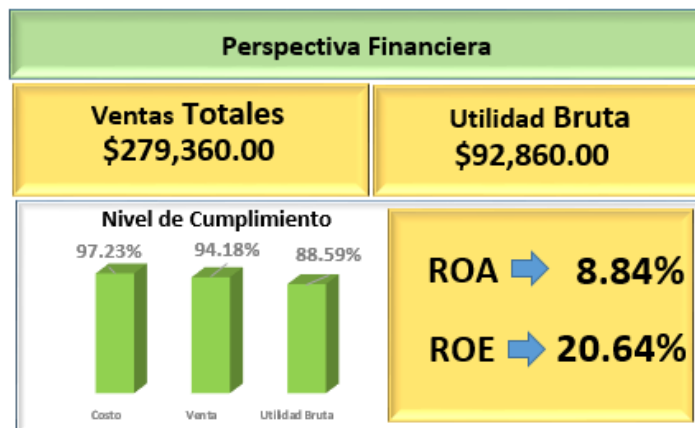 Perspectiva Financiera
Ventas Totales
$279,360.00
Utilidad Bruta
$92,860.00
Nivel de Cumplimiento
97.23% 94.18% 88.59%
Costo Venta Utilidad Bruta
ROA 8.84%
ROE 20.64%